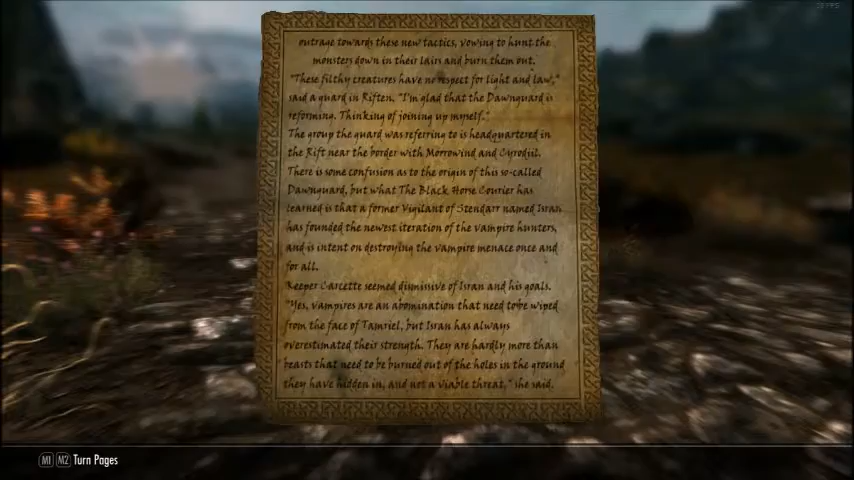 outrage towards these new tactics, vowing to hunt the
monsters down in their lairs and burn them out.
"These filthy creatures have no respect for light and law,"
said a guard in Riften. "I'm glad that the Dawnguard is
reforming. Thinking of joining up myself."
The group the guard was referring to is headquartered in
the Rift near the border with Morrowind and Cyrodiil.
There is some confusion as to the origin of this so-called
Dawnguard, but what The Black Horse Courier has
learned is that a former Vigilant of Stendarr named Isran
has founded the newest iteration of the vampire hunters,
and is intent on destroying the vampire menace once and
for all.
Keeper Carcette seemed dismissive of Isran and his goals.
"Yes, vampires are an abomination that need to be wiped
from the face of Tamriel, but Isran has always
overestimated their strength. They are hardly more than
beasts that need to be burned out of the holes in the ground
they have hidden in, and not a viable threat," she said.
M1 M2 Turn Pages